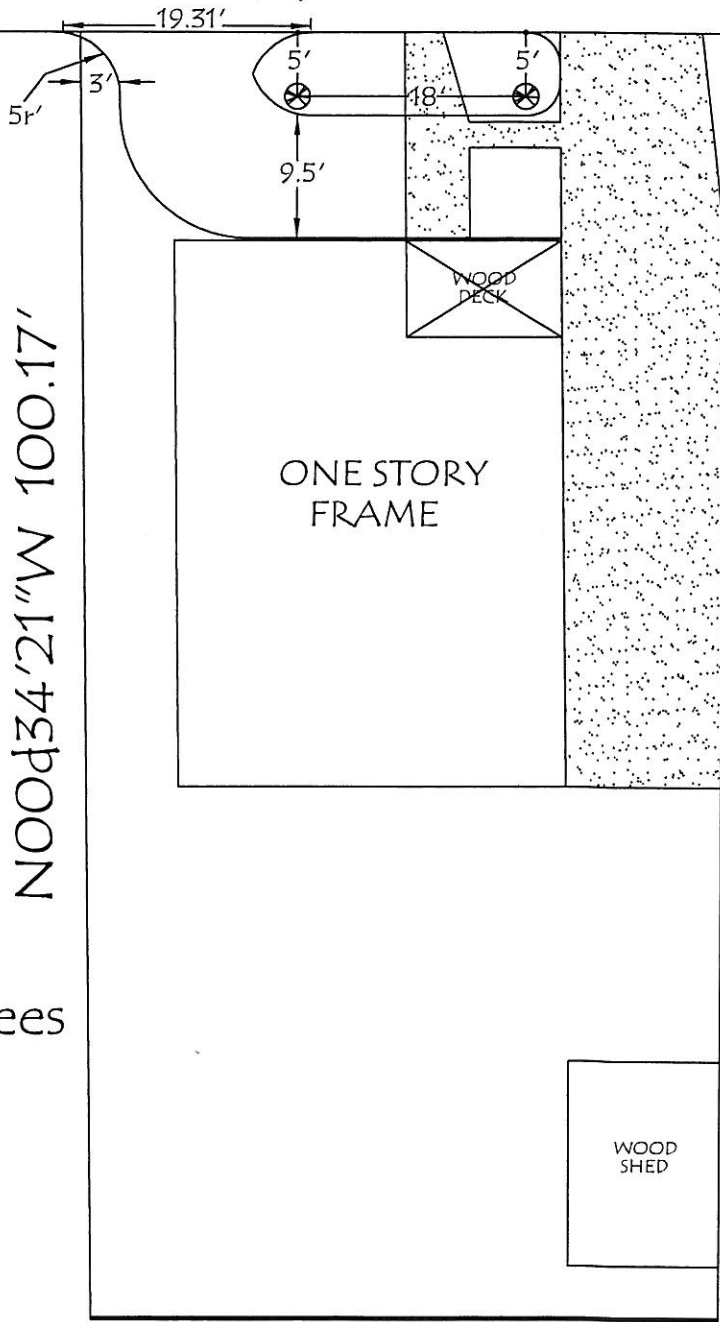 19.31'
5'
5'
5r'
3'
18'
9.5'
WOOD
DECK
N00d34'21"W 100.17'
ONE STORY
FRAME
ees
WOOD
SHED